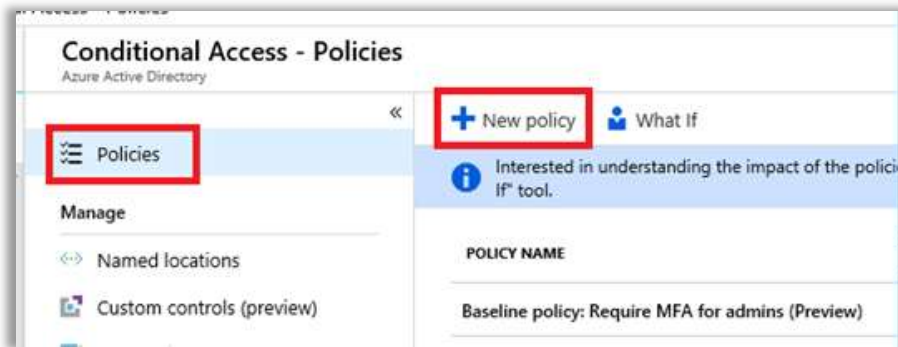 Conditional Access - Policies
Azure Active Directory
«
Policies
Manage
Named locations
Custom controls (preview)
New policy
What If
Interested in understanding the impact of the
If" tool.
POLICY NAME
Baseline policy: Require MFA for admins (Preview)